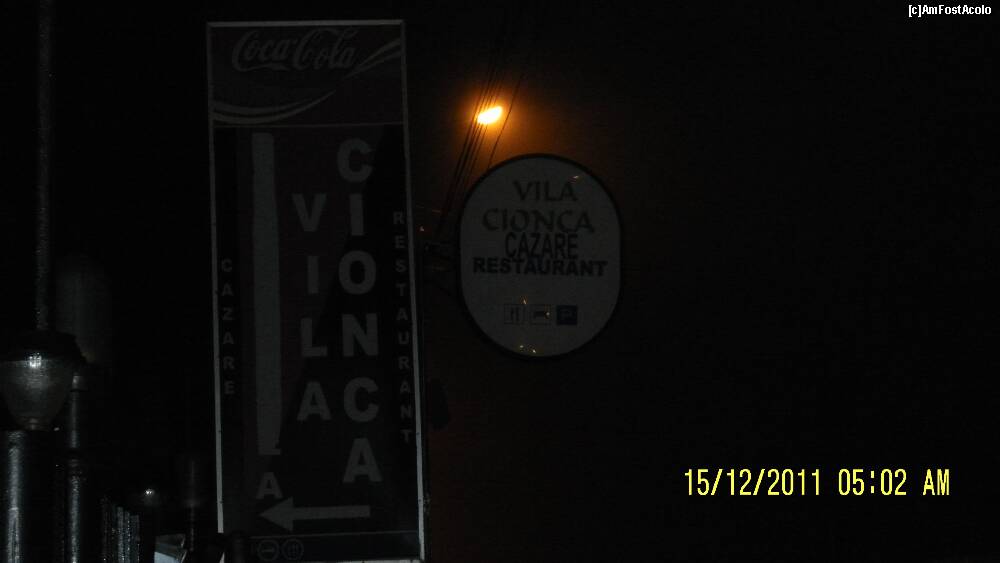 [c]AmFostAcolo
Coca-Cola
VILA
CIONCA
CAZARE
RESTAURANT
A
VILA
CIONCA
CAZARE
RESTAURANT
P
15/12/2011 05:02 AM